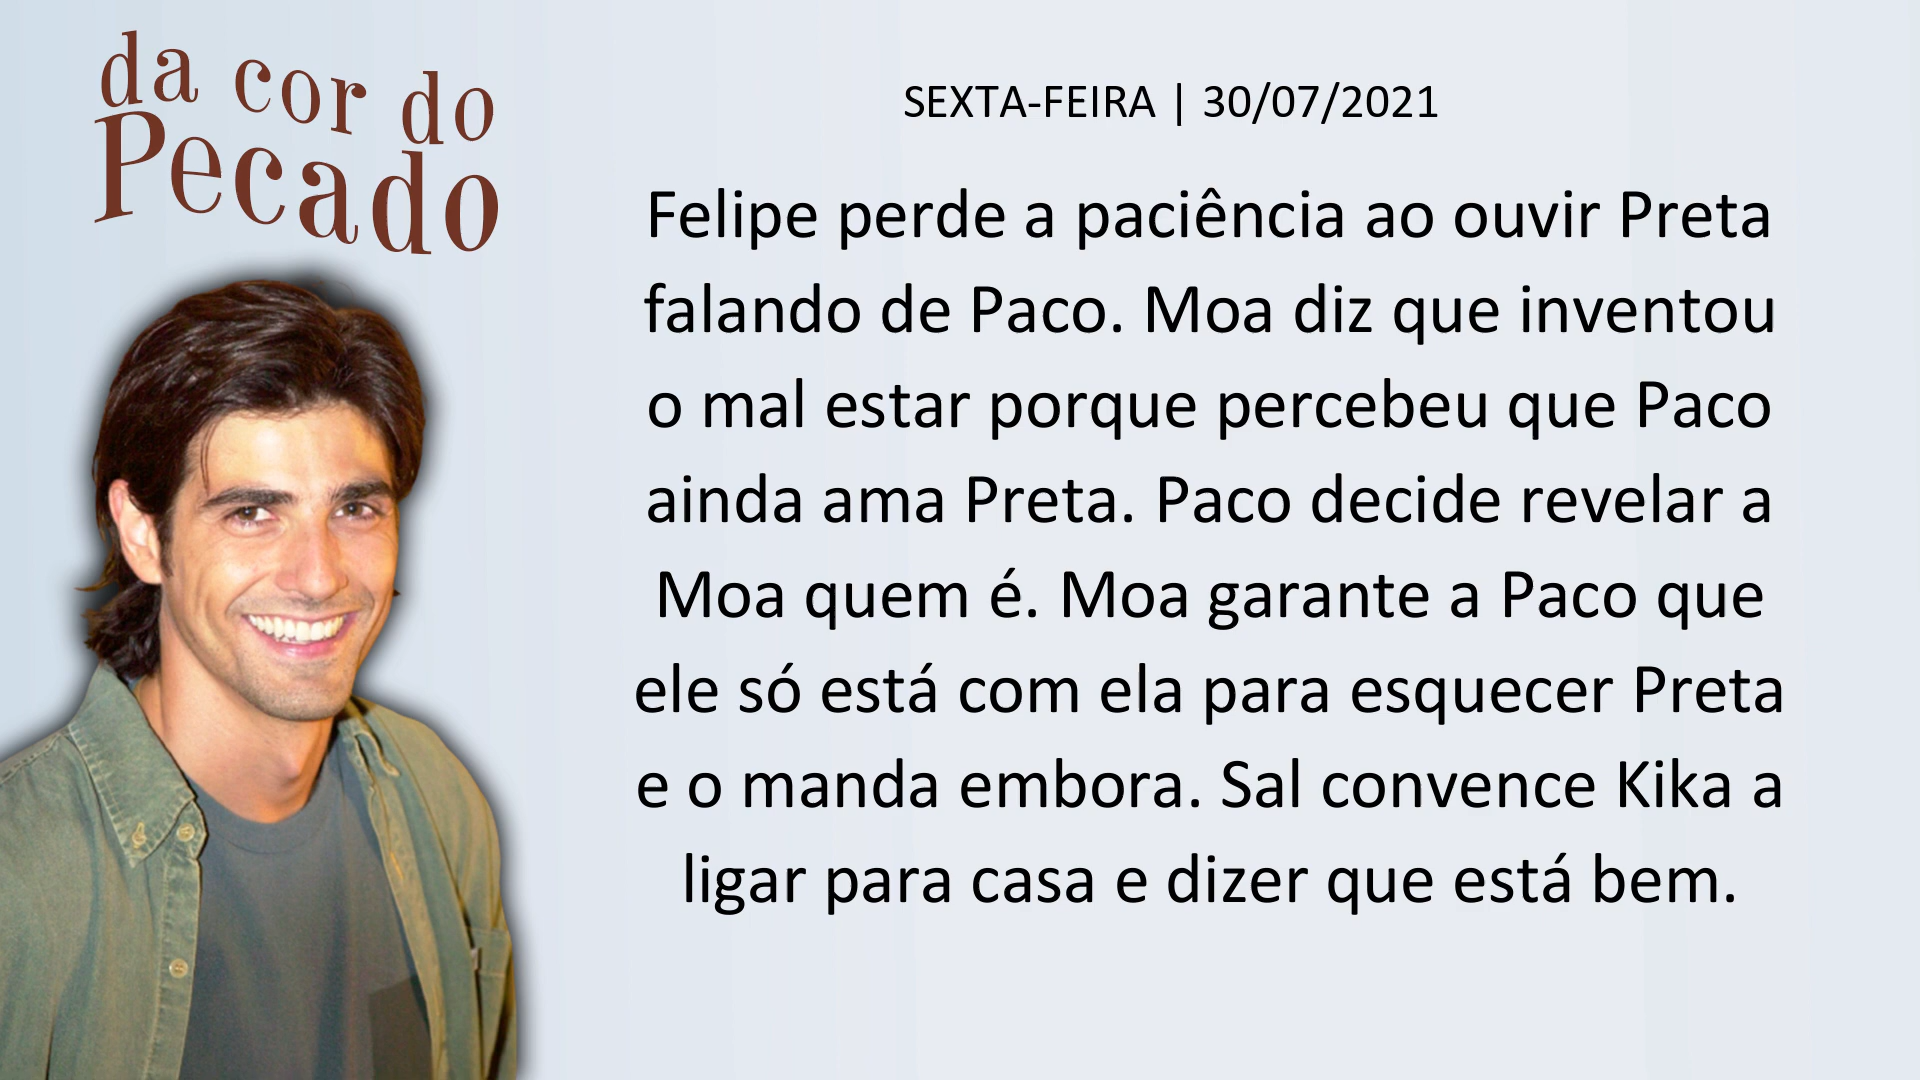 da cor do
Pecado
SEXTA-FEIRA | 30/07/2021
Felipe perde a paciência ao ouvir Preta
falando de Paco. Moa diz que inventou
o mal estar porque percebeu que Paco
ainda ama Preta. Paco decide revelar a
Moa quem é. Moa garante a Paco que
ele só está com ela para esquecer Preta
e o manda embora. Sal convence Kika a
ligar para casa e dizer que está bem.